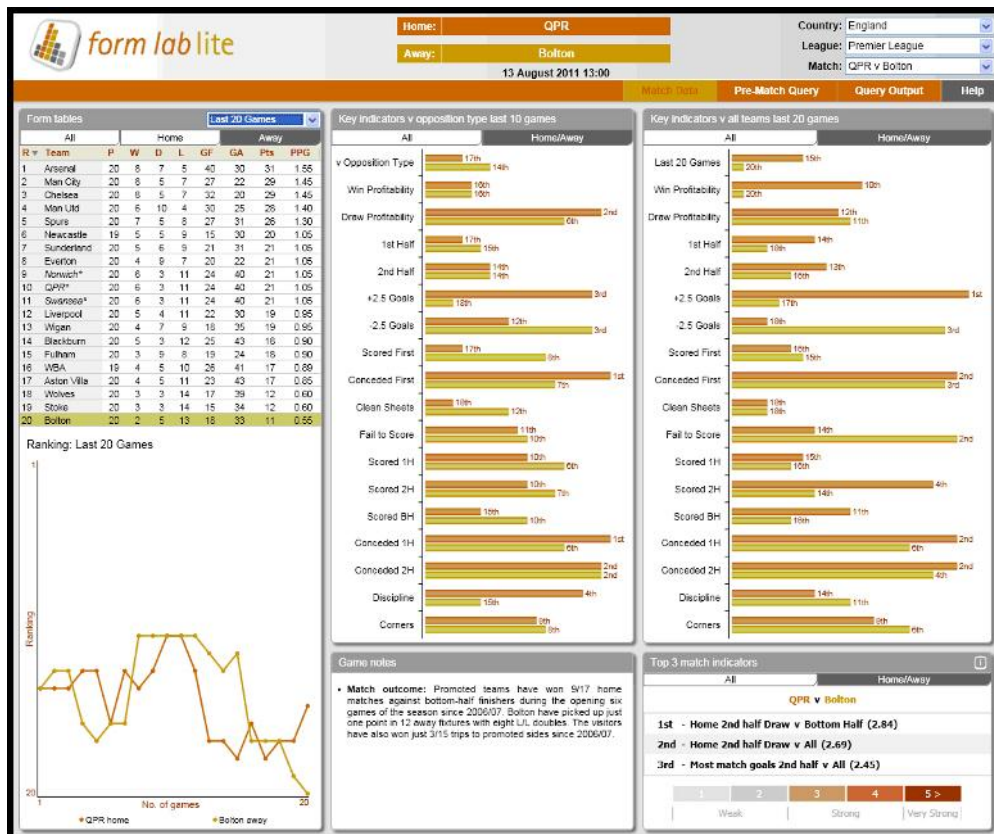 form lab lite
Home: QPR
Away: Bolton
13 August 2011 13:00
Country: England
League: Premier League
Match: QPR v Bolton
Match Data Pre-Match Query Query Output Help
Form tables Last 20 Games
All Home Away
R Team P W D L GF GA Pts PPG
1 Arsenal 20 8 7 5 40 30 31 1.55
2 Man City 20 8 5 7 27 22 29 1.45
3 Chelsea 20 8 5 7 32 20 29 1.45
4 Man Utd 20 6 10 4 30 25 28 1.40
5 Spurs 20 7 5 8 27 31 26 1.30
6 Newcastle 19 5 5 9 15 30 20 1.05
7 Sunderland 20 5 6 9 21 31 21 1.05
8 Everton 20 4 9 7 20 22 21 1.05
9 Norwich* 20 6 3 11 24 40 21 1.05
10 QPR* 20 6 3 11 24 40 21 1.05
11 Swansea* 20 6 3 11 24 40 21 1.05
12 Liverpool 20 5 4 11 22 30 19 0.95
13 Wigan 20 4 7 9 18 35 19 0.95
14 Blackburn 20 5 3 12 25 43 18 0.90
15 Fulham 20 3 9 8 19 24 18 0.90
16 WBA 19 4 5 10 26 41 17 0.89
17 Aston Villa 20 4 5 11 23 43 17 0.85
18 Wolves 20 3 3 14 17 39 12 0.60
19 Stoke 20 3 3 14 15 34 12 0.60
20 Bolton 20 2 5 13 18 33 11 0.55
Ranking: Last 20 Games
1
Ranking
20
1 No. of games 20
QPR home Bolton away
Key indicators v opposition type last 10 games
All Home/Away
v Opposition Type 17th 14th
Win Profitability 16th 16th
Draw Profitability 2nd 6th
1st Half 17th 15th
2nd Half 14th 14th
+2.5 Goals 3rd 18th
-2.5 Goals 12th 3rd
Scored First 17th
Conceded First 1st 7th
Clean Sheets 18th 12th
Fail to Score 11th 10th
Scored 1H 10th 6th
Scored 2H 10th 7th
Scored BH 10th
Conceded 1H 1st 6th
Conceded 2H 2nd 2nd
Discipline 4th 15th
Corners
Key indicators v all teams last 20 games
All Home/Away
Last 20 Games 15th 20th
Win Profitability 10th 20th
Draw Profitability 12th 11th
1st Half 14th 18th
2nd Half 13th 16th
+2.5 Goals 1st 17th
-2.5 Goals 18th 3rd
Scored First 16th 15th
Conceded First 2nd 3rd
Clean Sheets 18th 18th
Fail to Score 14th 2nd
Scored 1H 15th 16th
Scored 2H 4th 14th
Scored BH 11th 16th
Conceded 1H 2nd 6th
Conceded 2H 2nd 4th
Discipline 14th 11th
Corners 9th 6th
Game notes
• Match outcome: Promoted teams have won 9/17 home
matches against bottom-half finishers during the opening six
games of the season since 2006/07. Bolton have picked up just
one point in 12 away fixtures with eight L/L doubles. The visitors
have also won just 3/15 trips to promoted sides since 2006/07.
Top 3 match indicators i
All Home/Away
QPR v Bolton
1st - Home 2nd half Draw v Bottom Half (2.84)
2nd - Home 2nd half Draw v All (2.69)
3rd - Most match goals 2nd half v All (2.45)
1 2 3 4 5 >
Weak Strong Very Strong